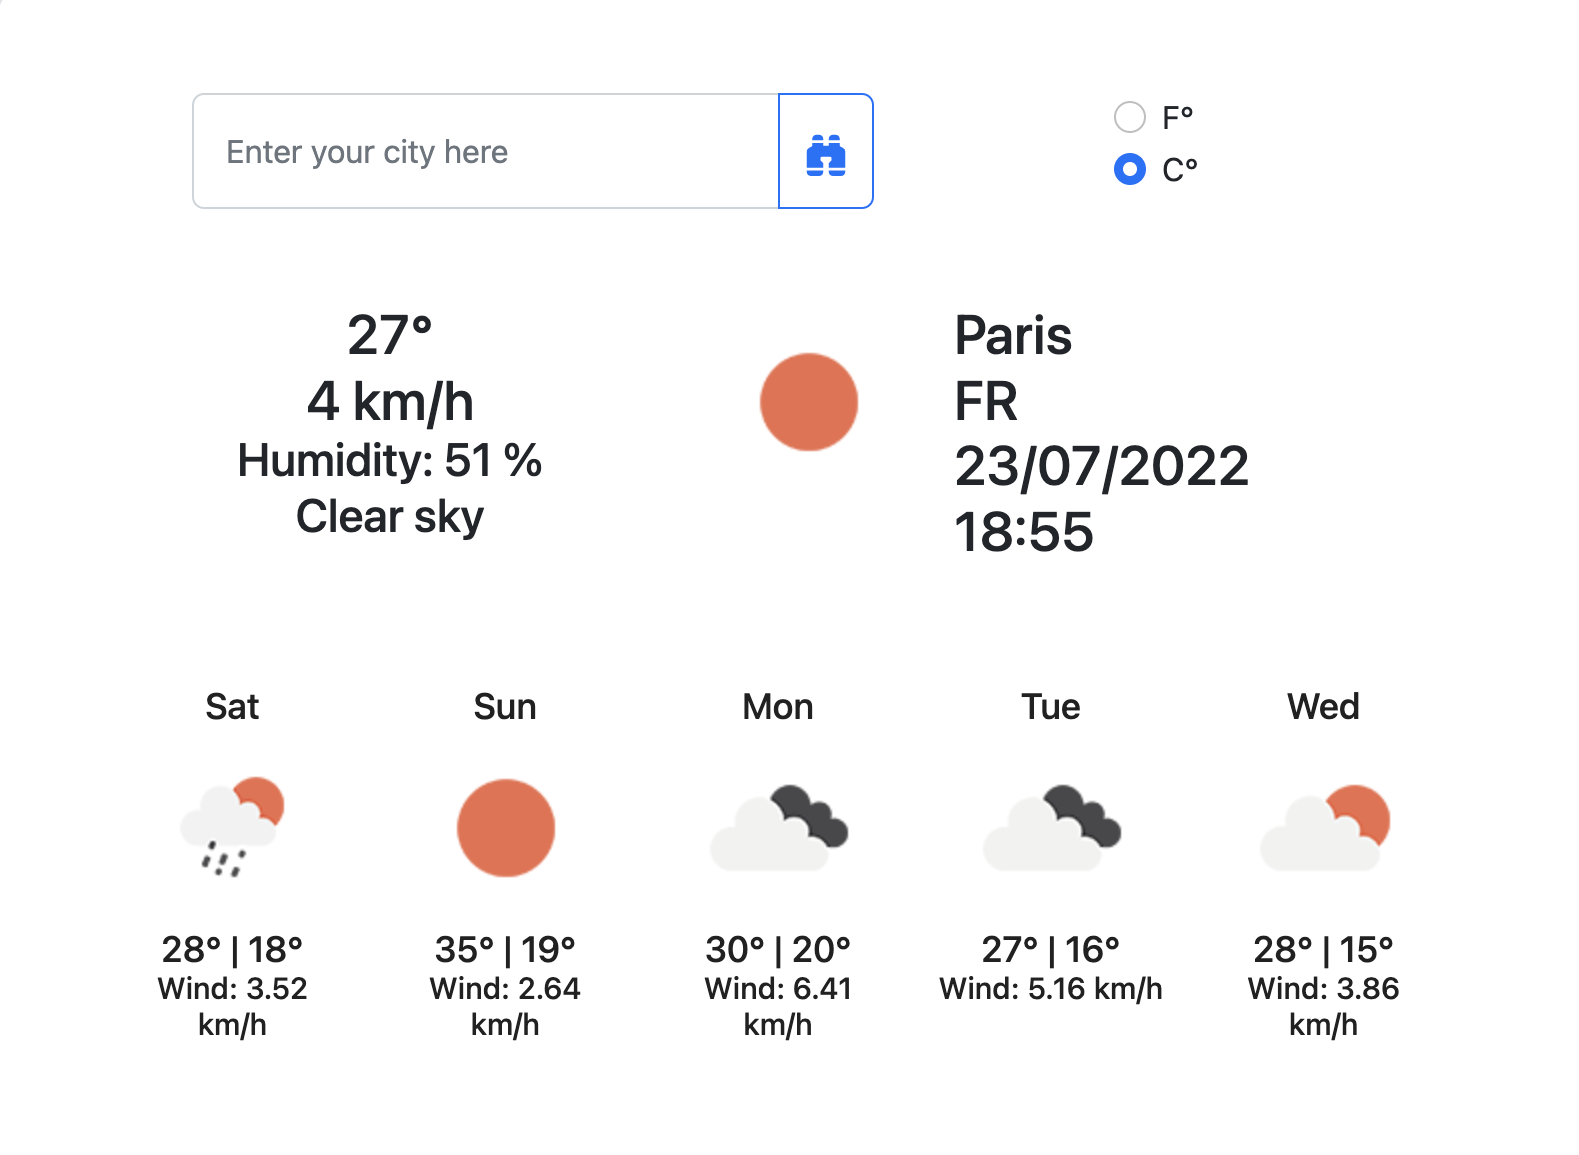 Enter your city here
F°
C°
27°
4 km/h
Humidity: 51 %
Clear sky
Paris
FR
23/07/2022
18:55
Sat
Sun
Mon
Tue
Wed
28° | 18°
Wind: 3.52
km/h
35° | 19°
Wind: 2.64
km/h
30° | 20°
Wind: 6.41
km/h
27° | 16°
Wind: 5.16 km/h
28° | 15°
Wind: 3.86
km/h